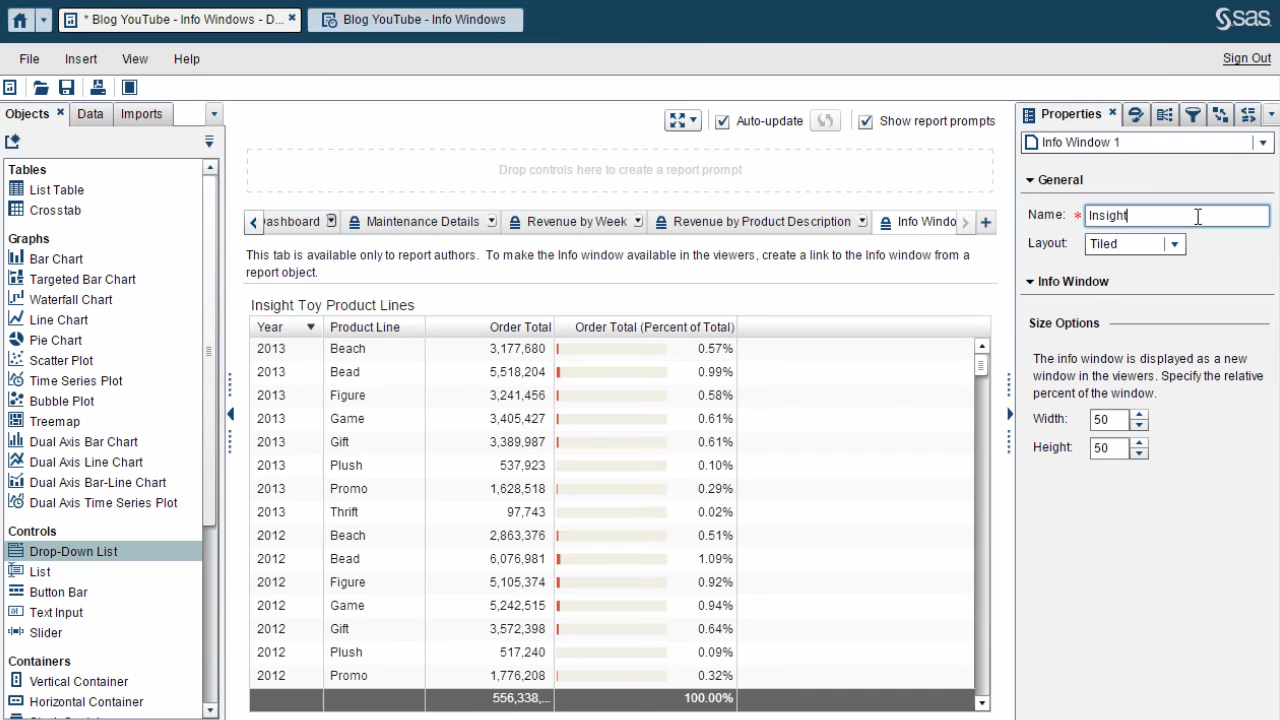 * Blog YouTube - Info Windows - D...
Blog YouTube - Info Windows
sas
File Insert View Help
Sign Out
Objects Data Imports
Auto-update
Show report prompts
Properties
Info Window 1
Tables
List Table
Crosstab
Graphs
Bar Chart
Targeted Bar Chart
Waterfall Chart
Line Chart
Pie Chart
Scatter Plot
Time Series Plot
Bubble Plot
Treemap
Dual Axis Bar Chart
Dual Axis Line Chart
Dual Axis Bar-Line Chart
Dual Axis Time Series Plot
Controls
Drop-Down List
List
Button Bar
Text Input
Slider
Containers
Vertical Container
Horizontal Container
Drop controls here to create a report prompt
ashboard Maintenance Details Revenue by Week Revenue by Product Description Info Windo
This tab is available only to report authors. To make the Info window available in the viewers, create a link to the Info window from a
report object.
Insight Toy Product Lines
Year Product Line Order Total Order Total (Percent of Total)
2013 Beach 3,177,680 0.57%
2013 Bead 5,518,204 0.99%
2013 Figure 3,241,456 0.58%
2013 Game 3,405,427 0.61%
2013 Gift 3,389,987 0.61%
2013 Plush 537,923 0.10%
2013 Promo 1,628,518 0.29%
2013 Thrift 97,743 0.02%
2012 Beach 2,863,376 0.51%
2012 Bead 6,076,981 1.09%
2012 Figure 5,105,374 0.92%
2012 Game 5,242,515 0.94%
2012 Gift 3,572,398 0.64%
2012 Plush 517,240 0.09%
2012 Promo 1,776,208 0.32%
556,338,... 100.00%
General
Name: * Insight
Layout: Tiled
Info Window
Size Options
The info window is displayed as a new
window in the viewers. Specify the relative
percent of the window.
Width: 50
Height: 50